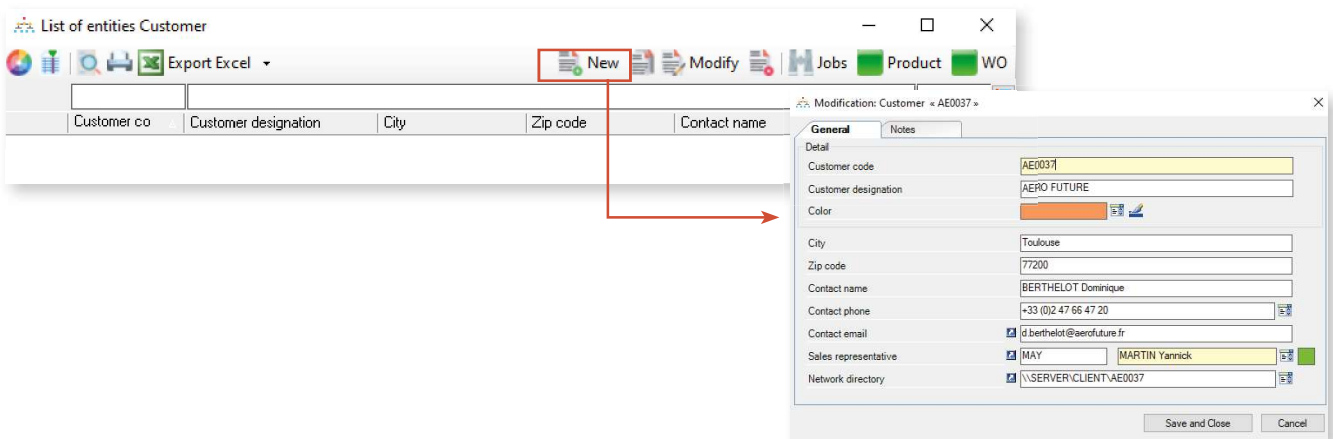 List of entities Customer
Export Excel
New
Modify
Jobs
Product
WO
Customer co
Customer designation
City
Zip code
Contact name
Modification: Customer « AE0037 »
General
Notes
Detail
Customer code
AE0037
Customer designation
AERO FUTURE
Color
City
Toulouse
Zip code
77200
Contact name
BERTHELOT Dominique
Contact phone
+33 (0)2 47 66 47 20
Contact email
d.berthelot@aerofuture.fr
Sales representative
MAY
MARTIN Yannick
Network directory
\\SERVER\CLIENT\AE0037
Save and Close
Cancel